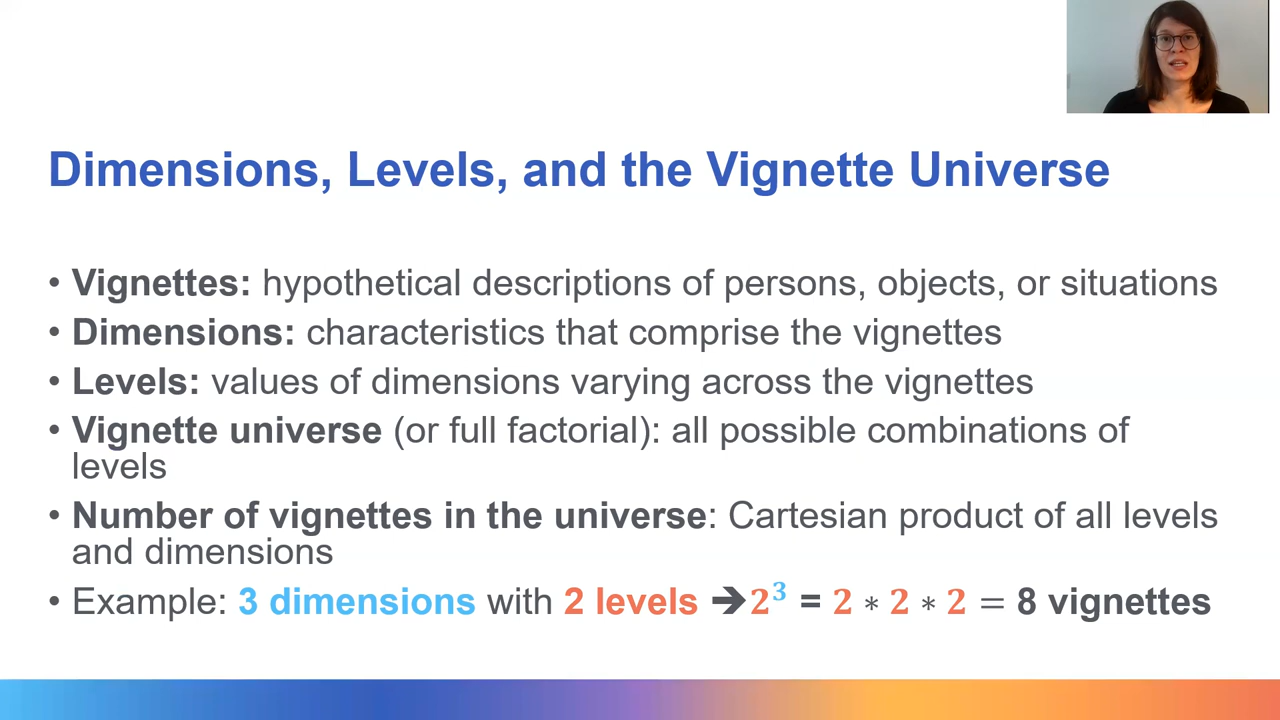 Dimensions, Levels, and the Vignette Universe
• Vignettes: hypothetical descriptions of persons, objects, or situations
• Dimensions: characteristics that comprise the vignettes
• Levels: values of dimensions varying across the vignettes
• Vignette universe (or full factorial): all possible combinations of
levels
• Number of vignettes in the universe: Cartesian product of all levels
and dimensions
• Example: 3 dimensions with 2 levels ➔2³ = 2 ∗ 2 ∗ 2 = 8 vignettes